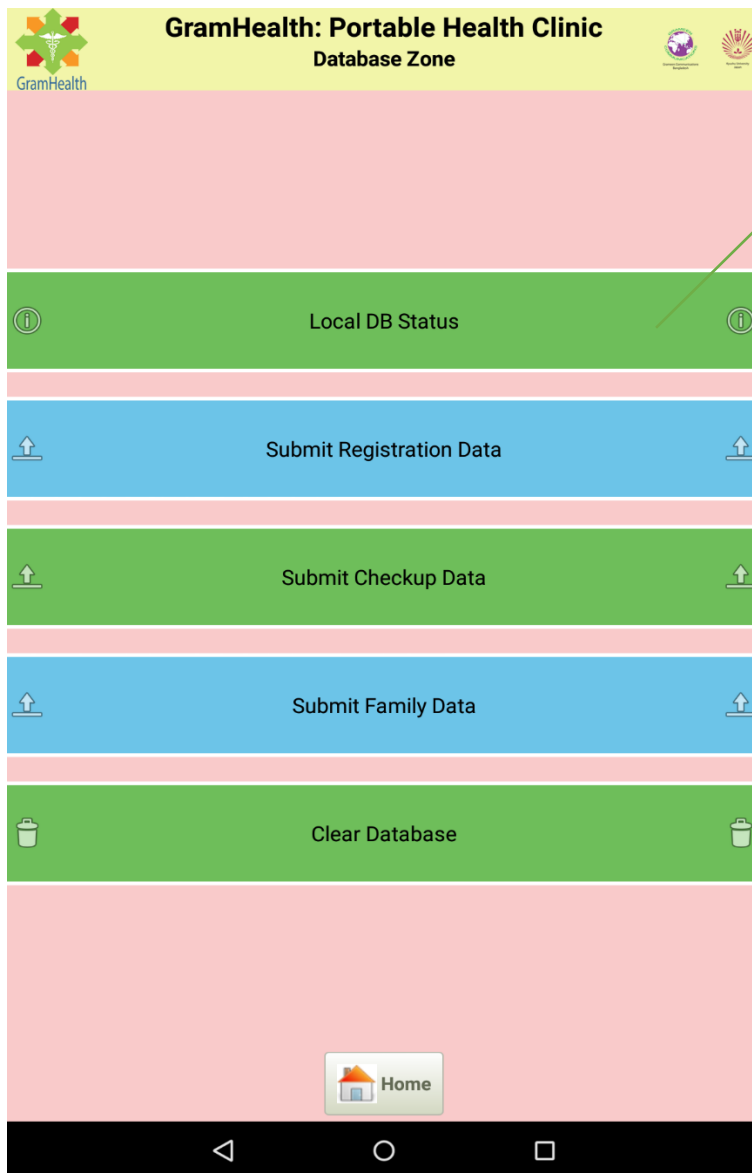 GramHealth: Portable Health Clinic
Database Zone
GramHealth
Local DB Status
Submit Registration Data
Submit Checkup Data
Submit Family Data
Clear Database
Home